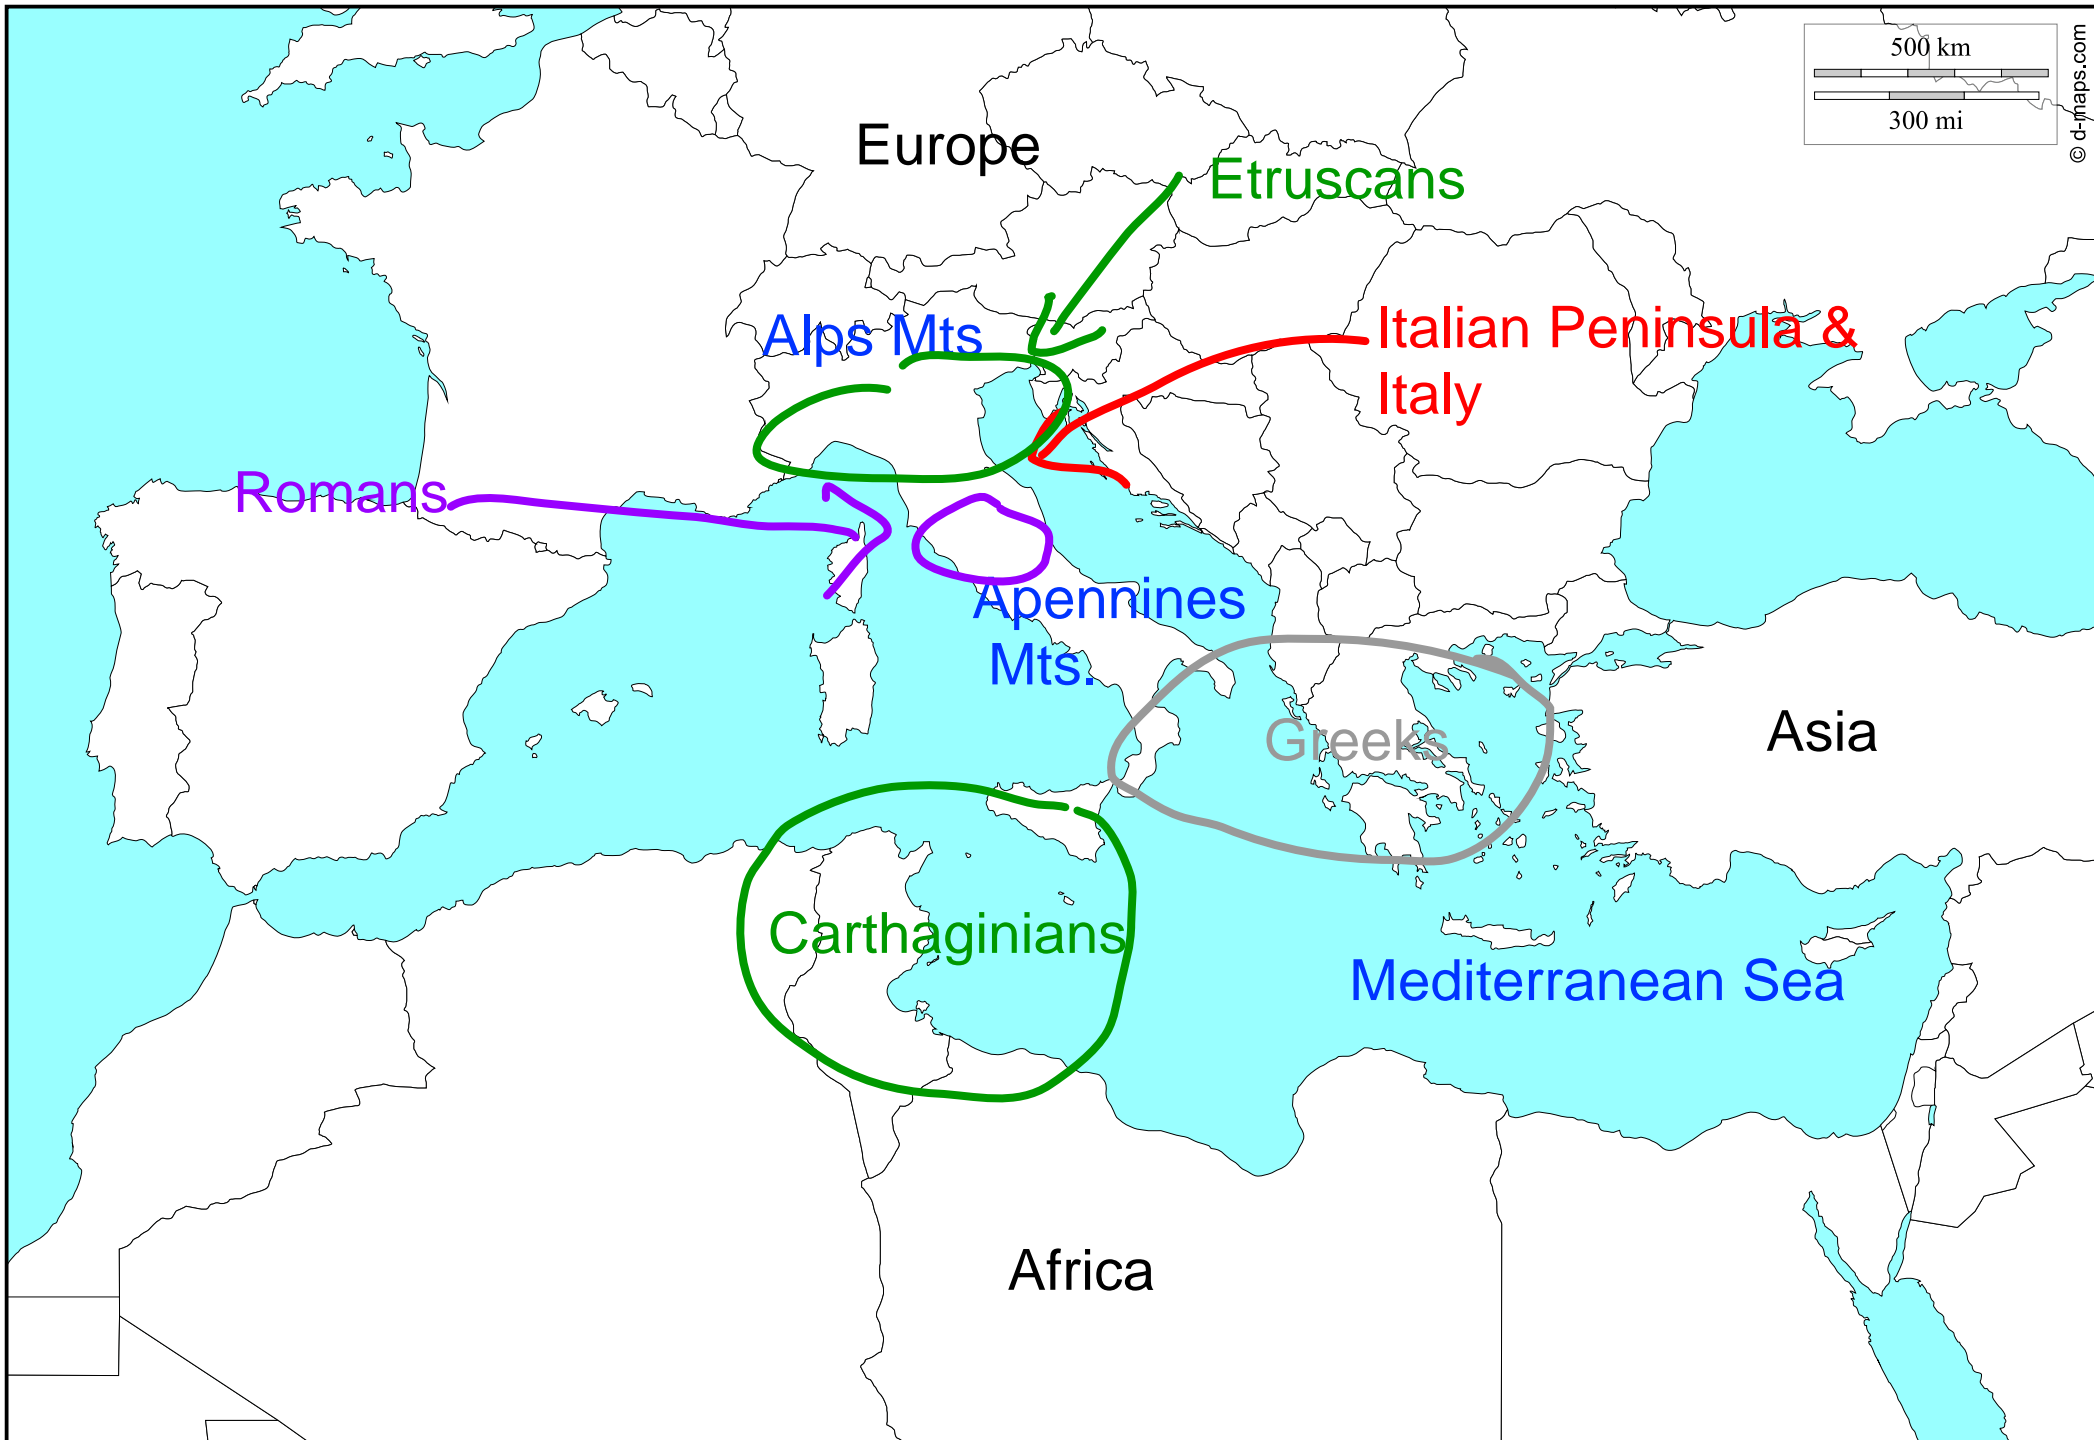 500 km
300 mi
© d-maps.com
Europe
Etruscans
Alps Mts
Italian Peninsula &
Italy
Romans
Apennines
Mts.
Greeks
Asia
Carthaginians
Mediterranean Sea
Africa